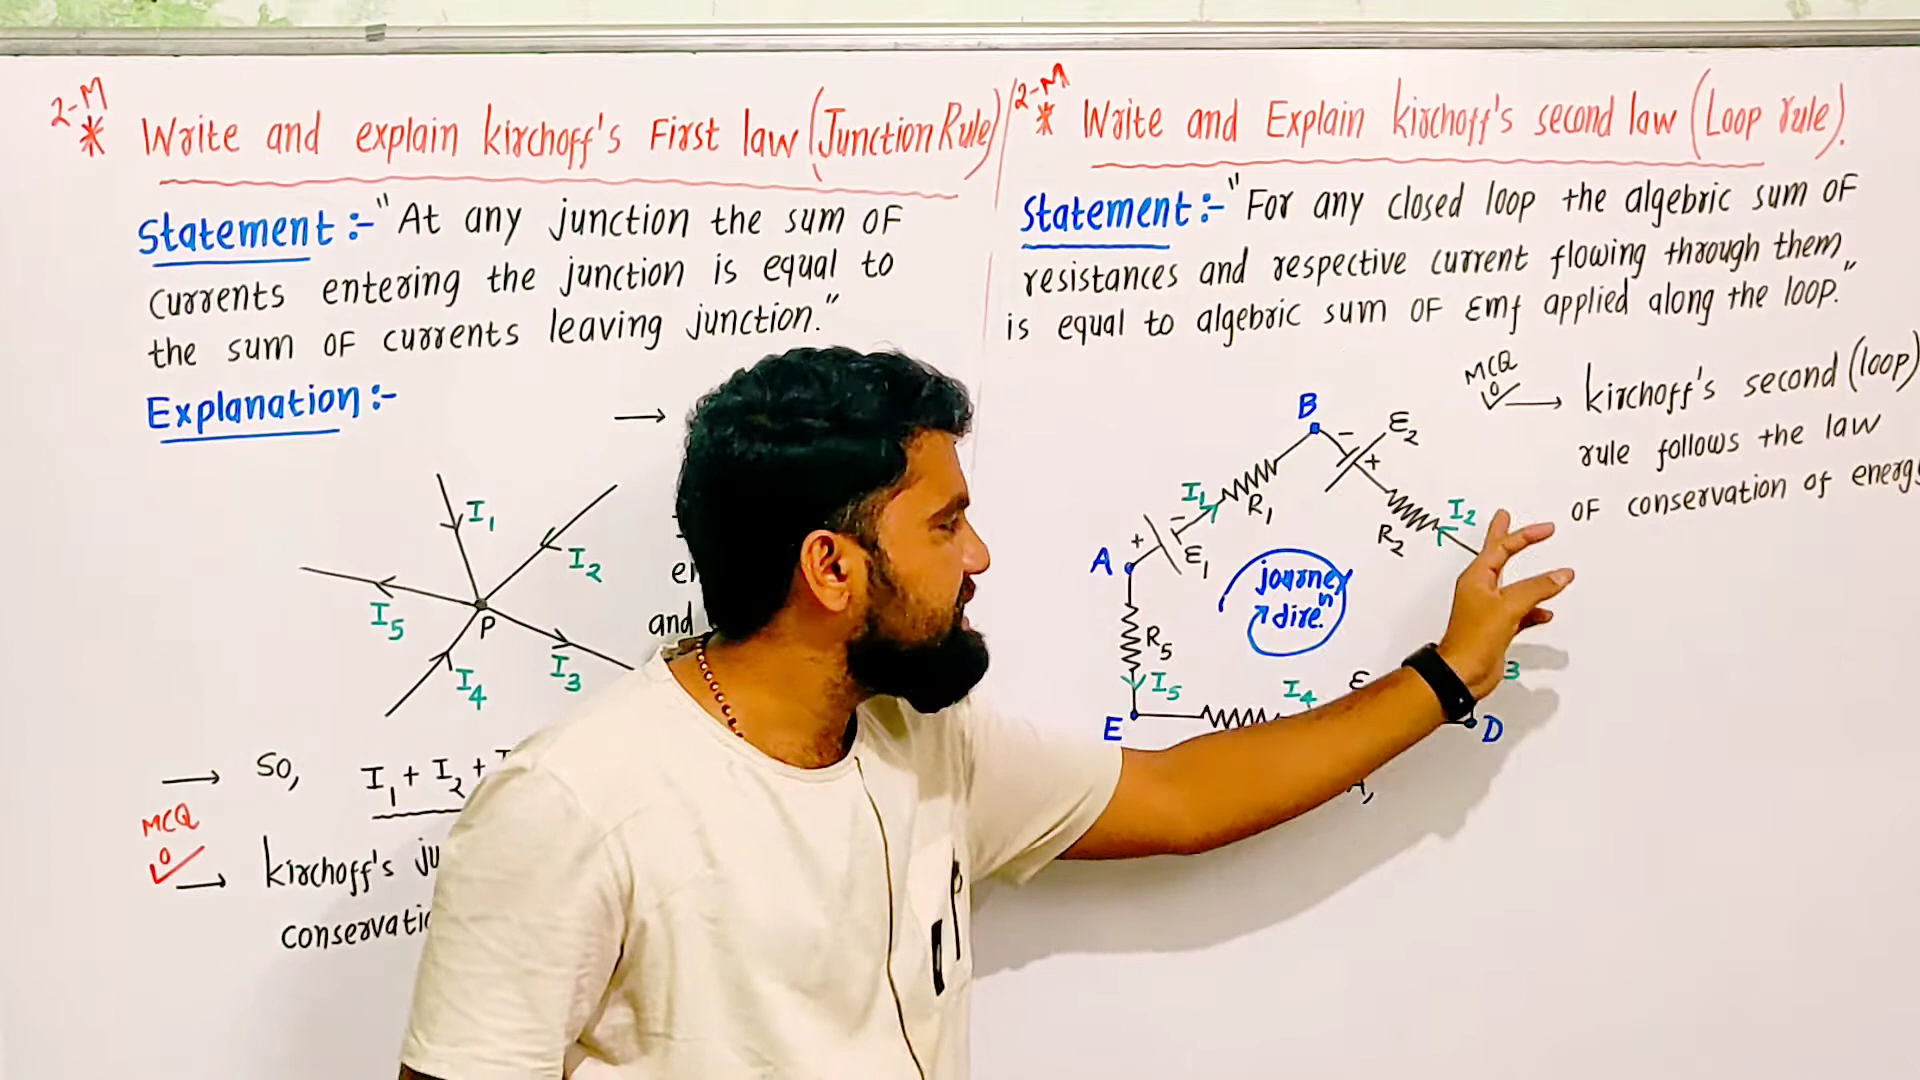 2-M
* Write and explain kirchoff's First law (Junction Rule)
Statement :- "At any junction the sum OF
currents entering the junction is equal to
the sum OF currents leaving junction."
Explanation :-
→
I1
I2
I5
P
I4
I3
and
→ So, I1 + I2 +
MCQ
→ kirchoff's
2-M
* Write and Explain kirchoff's second law (Loop rule).
Statement :- "For any closed loop the algebric sum OF
resistances and respective current flowing through them
is equal to algebric sum OF Emf applied along the loop."
MCQ
→ kirchoff's second (loop)
rule follows the law
OF conservation of energy
B
- ε2
+
I1
R1
R2
I2
A + - ε1
journey
diren.
R5
I5
I4
ε
3
E
D
A,